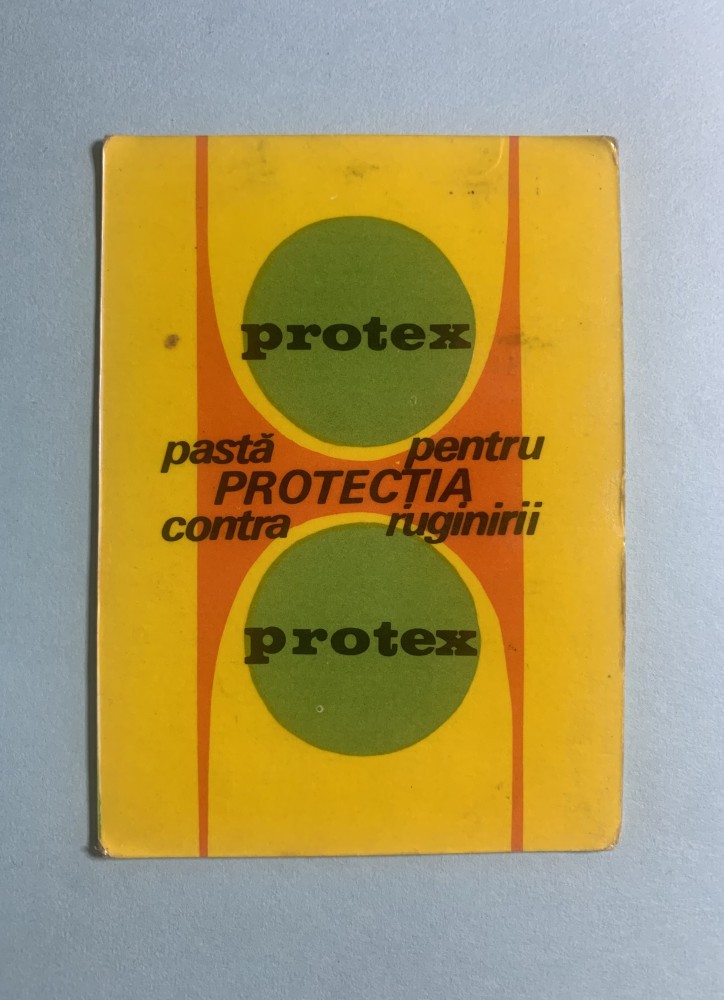 protex
pastă pentru
PROTECȚIA
contra ruginirii
protex